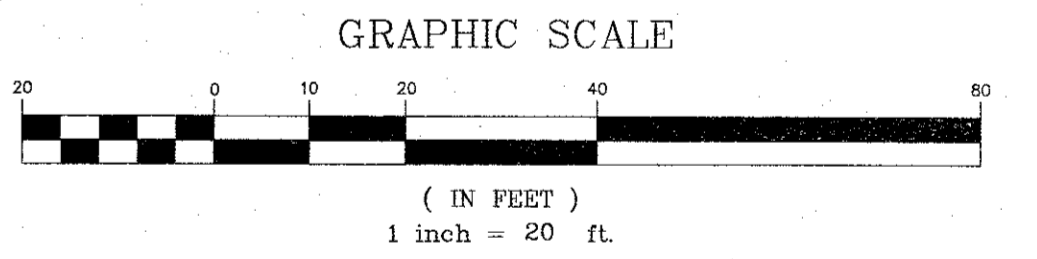 GRAPHIC SCALE
20 0 10 20 40 80
( IN FEET )
1 inch = 20 ft.